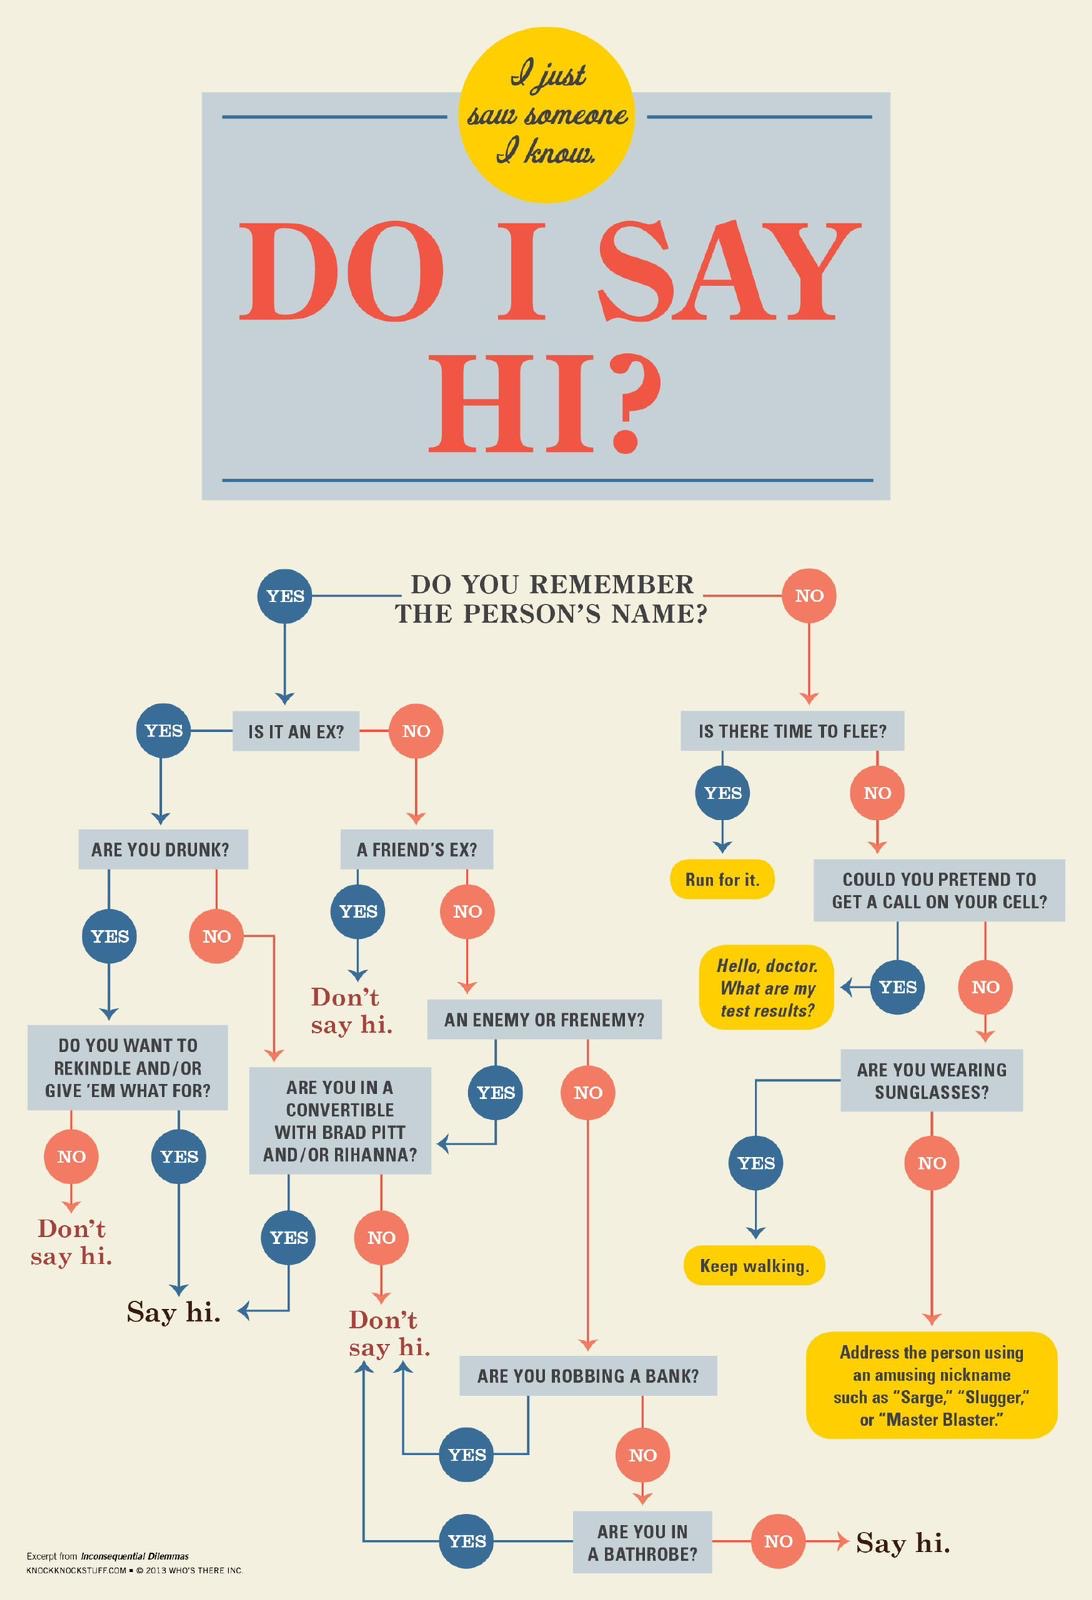 I just
saw someone
I know.
DO I SAY
HI?
DO YOU REMEMBER
THE PERSON'S NAME?
YES
NO
YES
IS IT AN EX?
NO
IS THERE TIME TO FLEE?
YES
NO
ARE YOU DRUNK?
A FRIEND'S EX?
Run for it.
COULD YOU PRETEND TO
GET A CALL ON YOUR CELL?
YES
NO
YES
NO
Hello, doctor.
What are my
test results?
YES
NO
Don't
say hi.
AN ENEMY OR FRENEMY?
DO YOU WANT TO
REKINDLE AND/OR
GIVE 'EM WHAT FOR?
ARE YOU IN A
CONVERTIBLE
WITH BRAD PITT
AND/OR RIHANNA?
YES
NO
ARE YOU WEARING
SUNGLASSES?
NO
YES
YES
NO
Don't
say hi.
YES
NO
Keep walking.
Say hi.
Don't
say hi.
ARE YOU ROBBING A BANK?
Address the person using
an amusing nickname
such as "Sarge," "Slugger,"
or "Master Blaster."
YES
NO
YES
ARE YOU IN
A BATHROBE?
NO
Say hi.
Excerpt from Inconsequential Dilemmas
KNOCKKNOCKSTUFF.COM ▪ © 2013 WHO'S THERE INC.